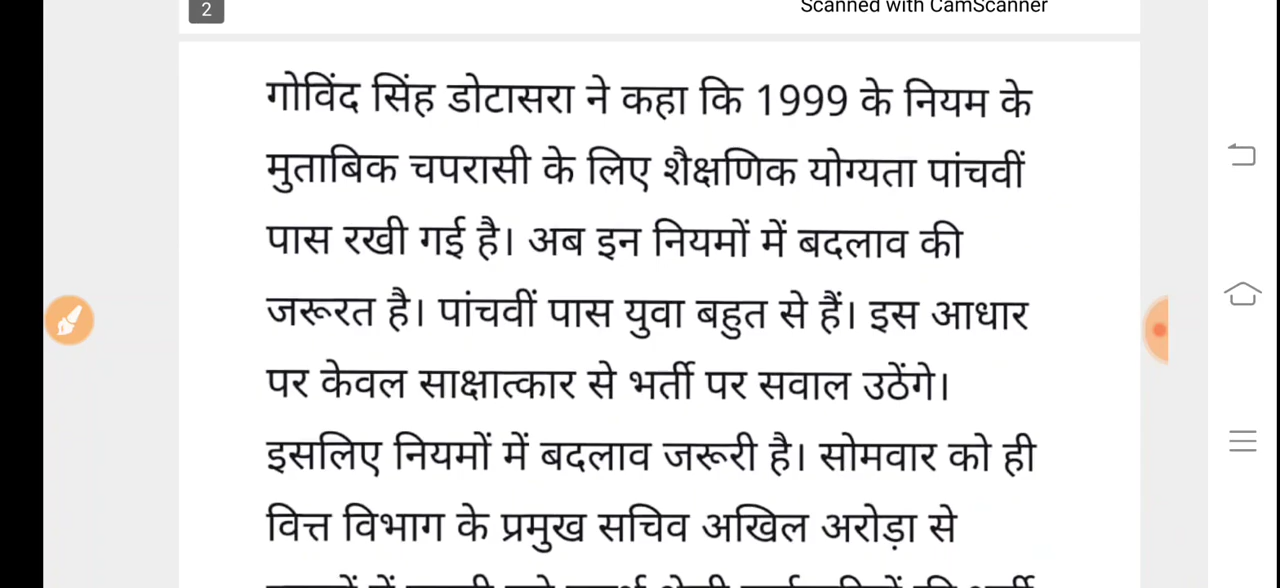 2
Scanned with CamScanner
गोविंद सिंह डोटासरा ने कहा कि 1999 के नियम के
मुताबिक चपरासी के लिए शैक्षणिक योग्यता पांचवीं
पास रखी गई है। अब इन नियमों में बदलाव की
जरूरत है। पांचवीं पास युवा बहुत से हैं। इस आधार
पर केवल साक्षात्कार से भर्ती पर सवाल उठेंगे।
इसलिए नियमों में बदलाव जरूरी है। सोमवार को ही
वित्त विभाग के प्रमुख सचिव अखिल अरोड़ा से